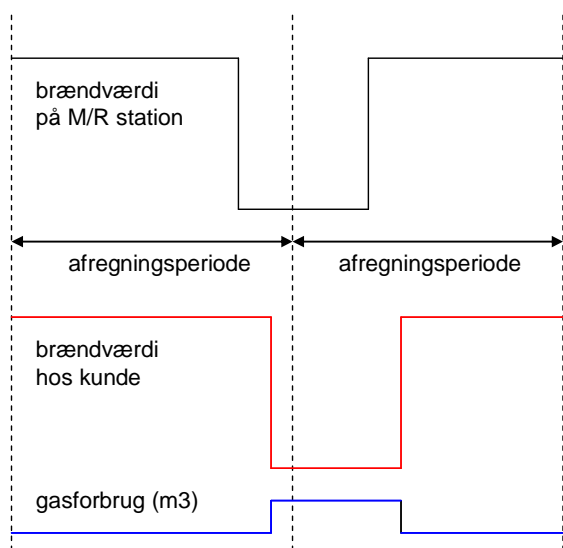 brændværdi
på M/R station
afregningsperiode afregningsperiode
brændværdi
hos kunde
gasforbrug (m3)